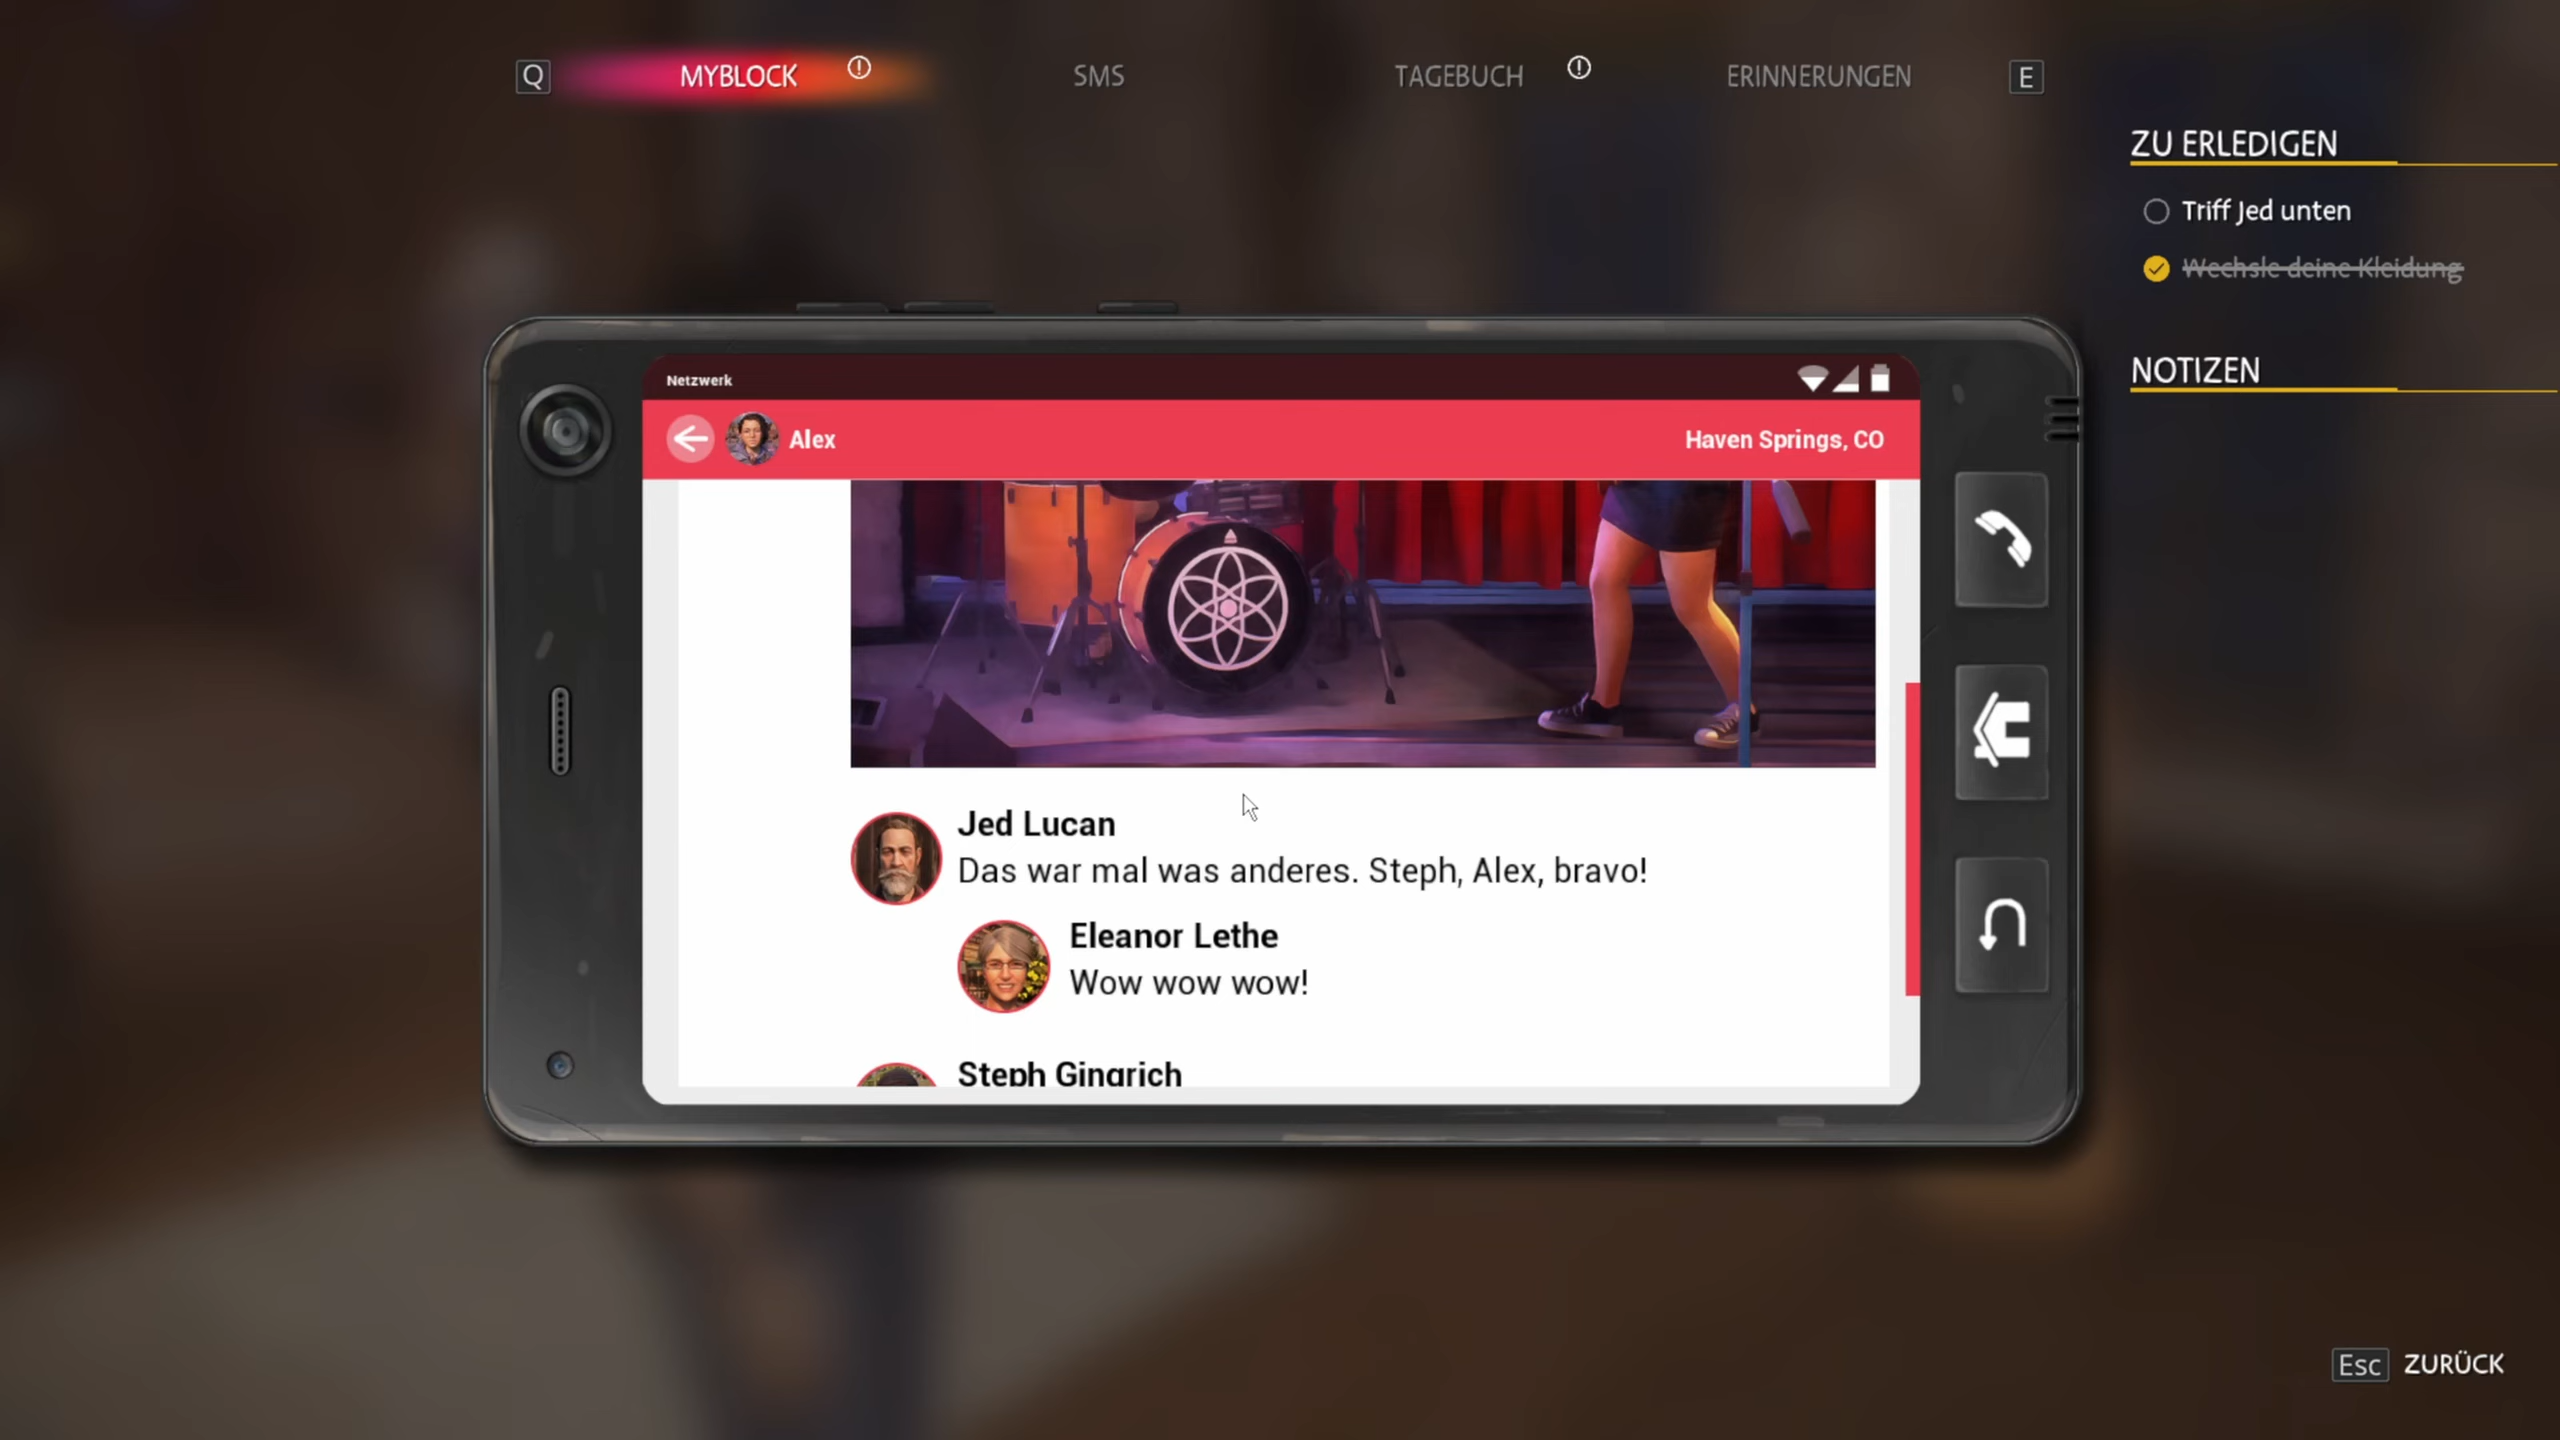 Q
MYBLOCK
SMS
TAGEBUCH
ERINNERUNGEN
E
ZU ERLEDIGEN
Triff Jed unten
Wechsle deine Kleidung
NOTIZEN
Netzwerk
Alex
Haven Springs, CO
Jed Lucan
Das war mal was anderes. Steph, Alex, bravo!
Eleanor Lethe
Wow wow wow!
Steph Gingrich
Esc ZURÜCK